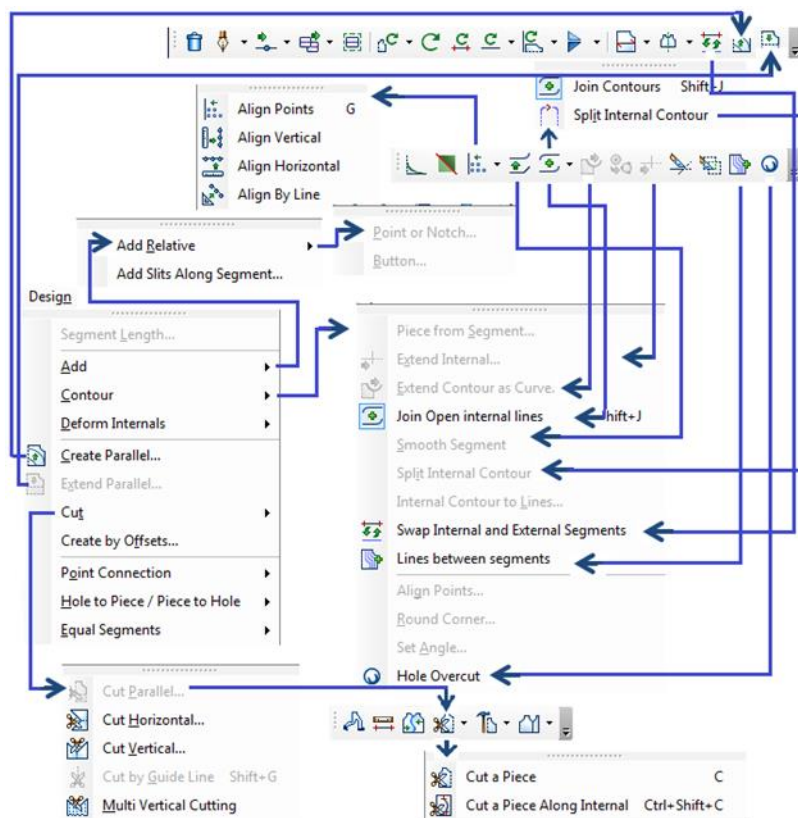 Join Contours Shift+J
Split Internal Contour
Align Points G
Align Vertical
Align Horizontal
Align By Line
Add Relative
Add Slits Along Segment...
Point or Notch...
Button...
Design
Segment Length...
Add
Contour
Deform Internals
Create Parallel...
Extend Parallel...
Cut
Create by Offsets...
Point Connection
Hole to Piece / Piece to Hole
Equal Segments
Piece from Segment...
Extend Internal...
Extend Contour as Curve.
Join Open internal lines hift+J
Smooth Segment
Split Internal Contour
Internal Contour to Lines...
Swap Internal and External Segments
Lines between segments
Align Points...
Round Corner...
Set Angle...
Hole Overcut
Cut Parallel...
Cut Horizontal...
Cut Vertical...
Cut by Guide Line Shift+G
Multi Vertical Cutting
Cut a Piece C
Cut a Piece Along Internal Ctrl+Shift+C